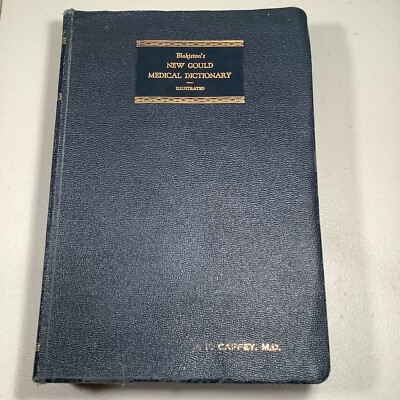 Blakiston's
NEW GOULD
MEDICAL DICTIONARY
ILLUSTRATED
CAFFEY, M.D.